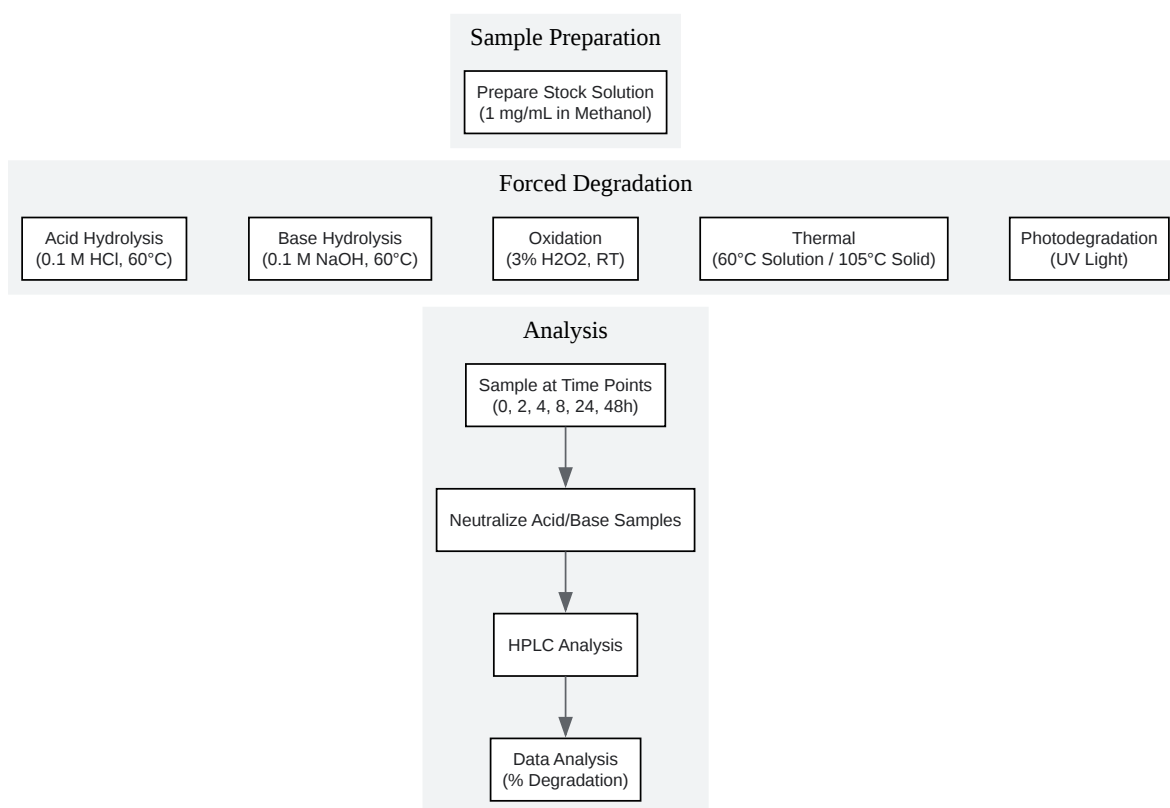 Sample Preparation
Prepare Stock Solution
(1 mg/mL in Methanol)
Forced Degradation
Acid Hydrolysis
(0.1 M HCl, 60°C)
Base Hydrolysis
(0.1 M NaOH, 60°C)
Oxidation
(3% H2O2, RT)
Thermal
(60°C Solution / 105°C Solid)
Photodegradation
(UV Light)
Analysis
Sample at Time Points
(0, 2, 4, 8, 24, 48h)
Neutralize Acid/Base Samples
HPLC Analysis
Data Analysis
(% Degradation)